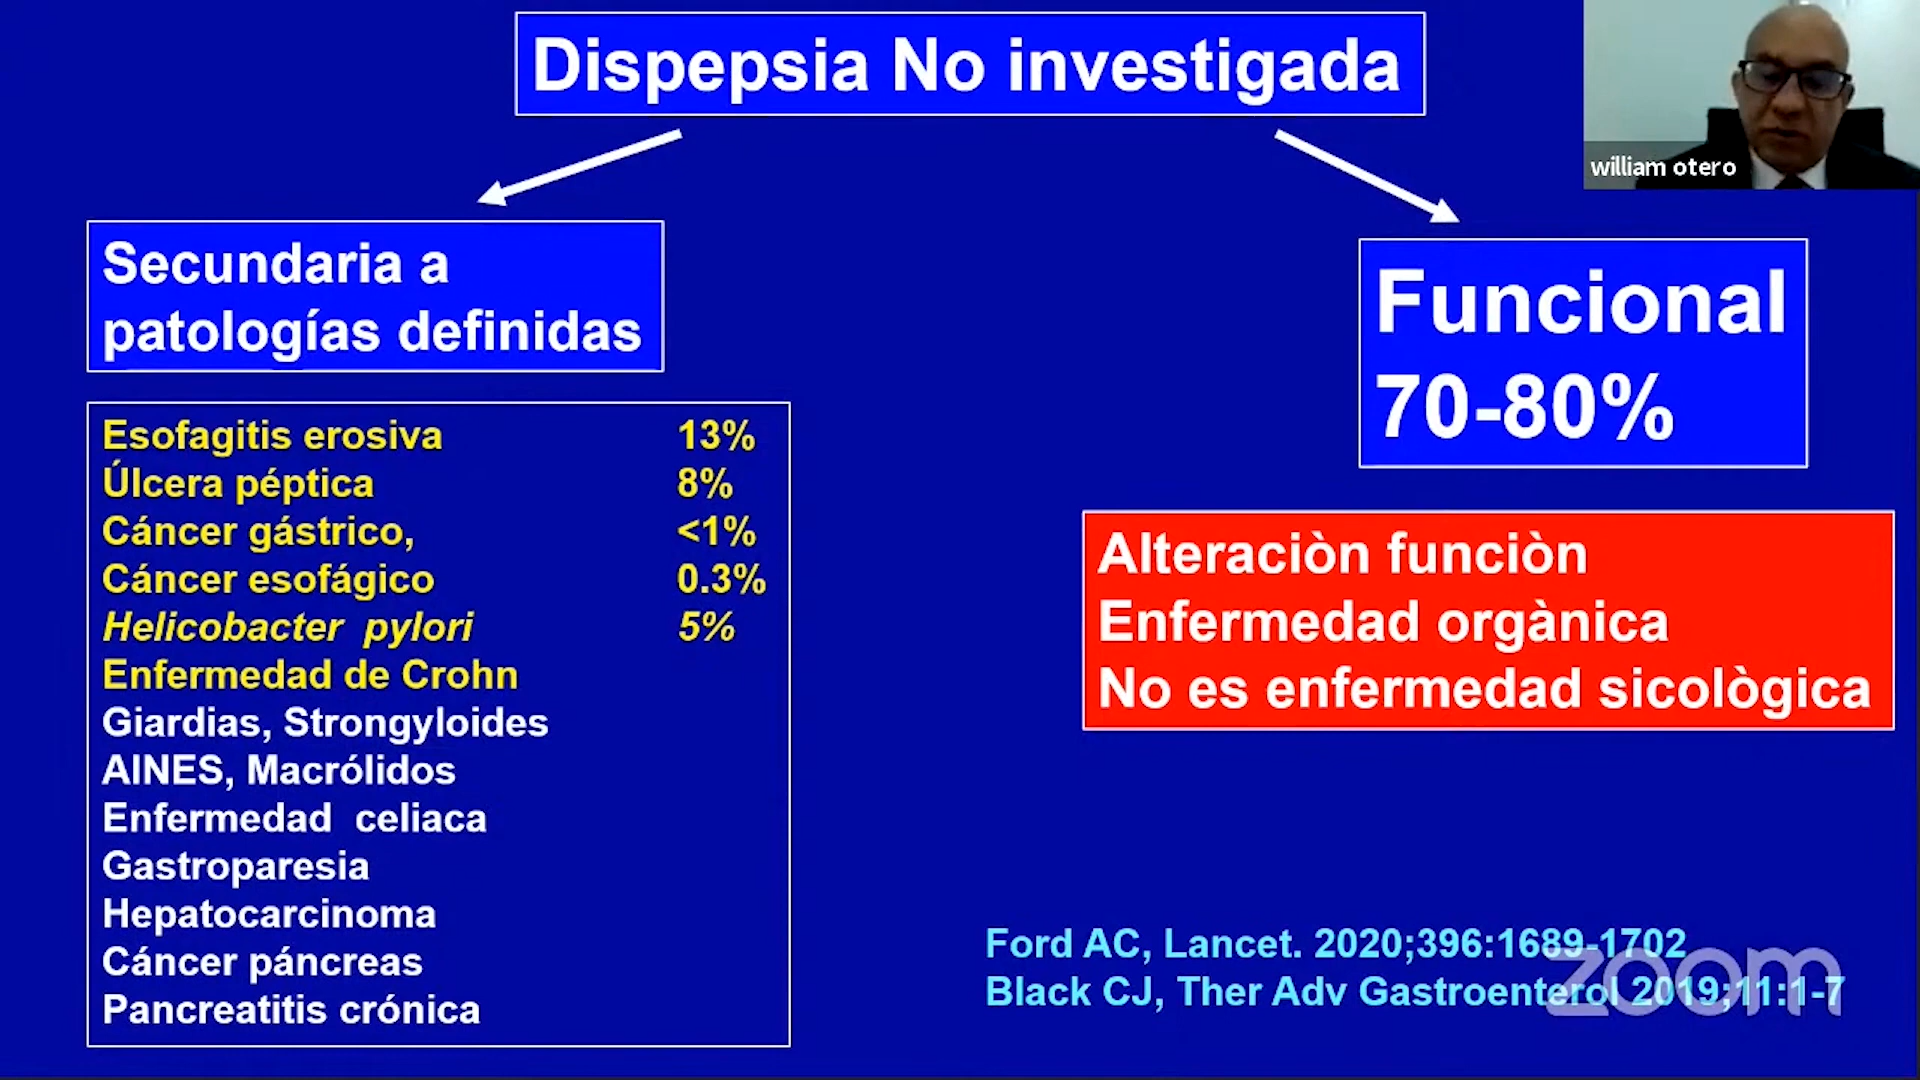 Dispepsia No investigada
william otero
Secundaria a
patologías definidas
Funcional
70-80%
Esofagitis erosiva 13%
Úlcera péptica 8%
Cáncer gástrico, <1%
Cáncer esofágico 0.3%
Helicobacter pylori 5%
Enfermedad de Crohn
Giardias, Strongyloides
AINES, Macrólidos
Enfermedad celiaca
Gastroparesia
Hepatocarcinoma
Cáncer páncreas
Pancreatitis crónica
Alteraciòn funciòn
Enfermedad orgànica
No es enfermedad sicològica
Ford AC, Lancet. 2020;396:1689-1702
Black CJ, Ther Adv Gastroenterol 2019;11:1-7
zoom